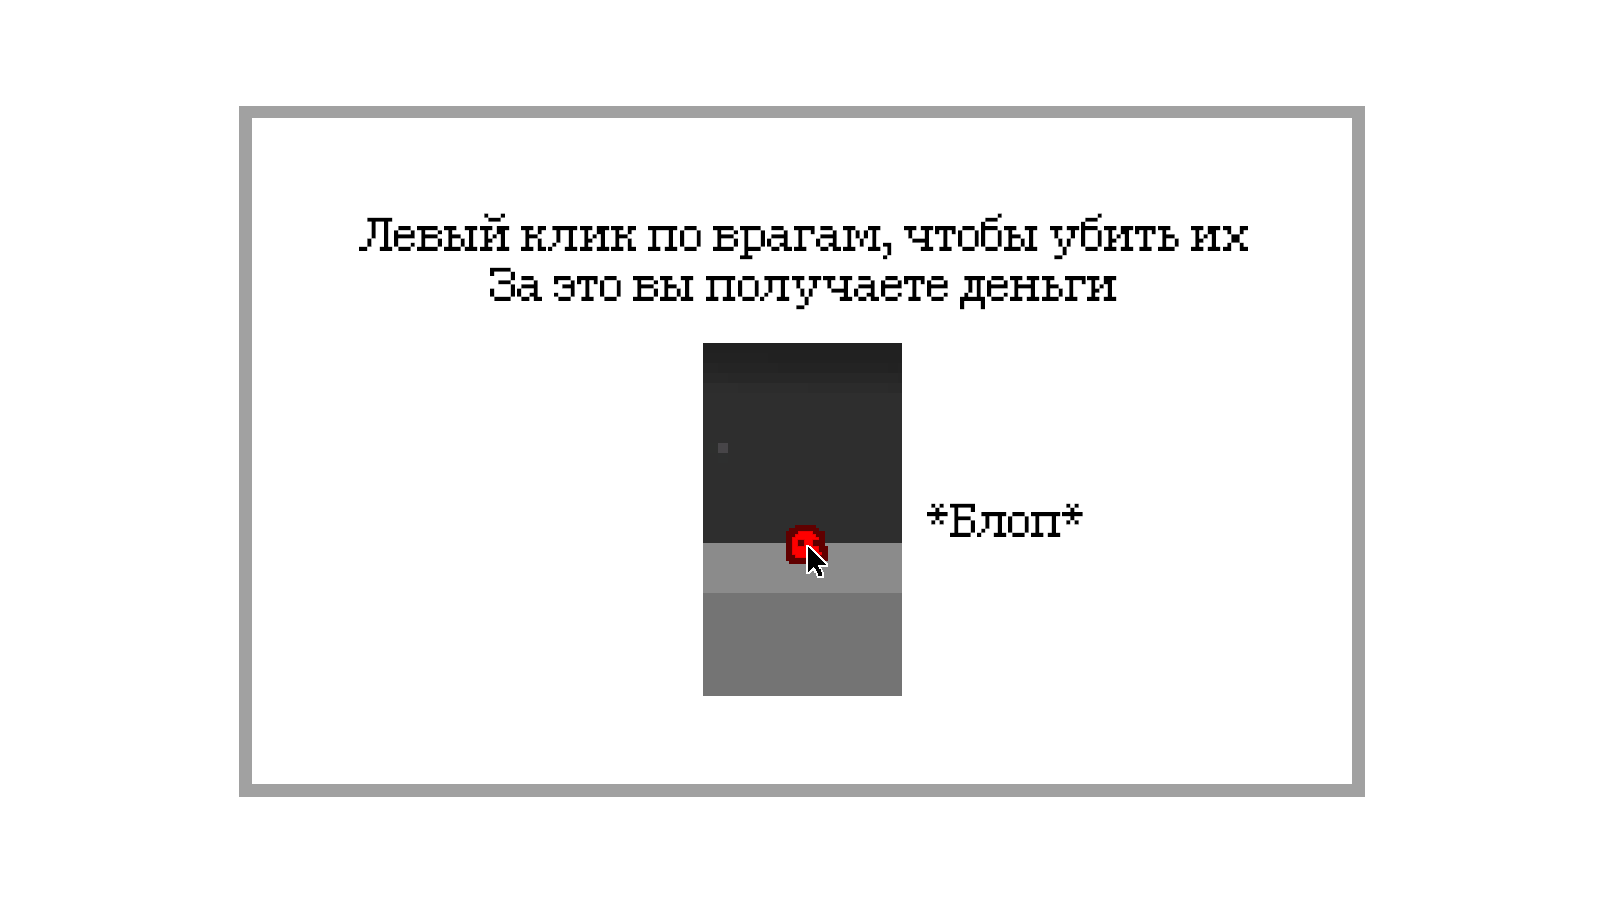 Левый клик по врагам, чтобы убить их
За это вы получаете деньги
*Блоп*